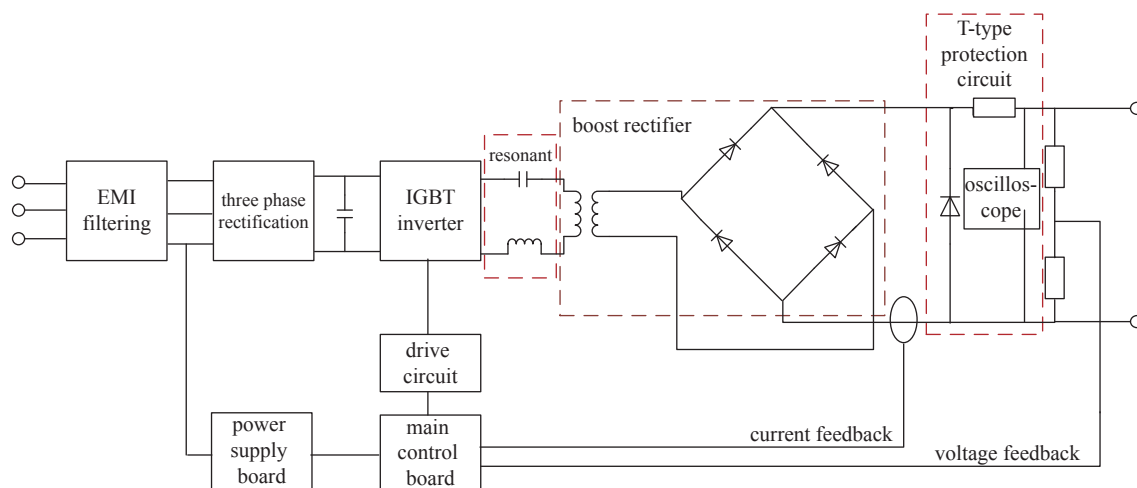 T-type
protection
circuit
boost rectifier
resonant
EMI
filtering
three phase
rectification
IGBT
inverter
oscillos-
cope
drive
circuit
power
supply
board
main
control
board
current feedback
voltage feedback